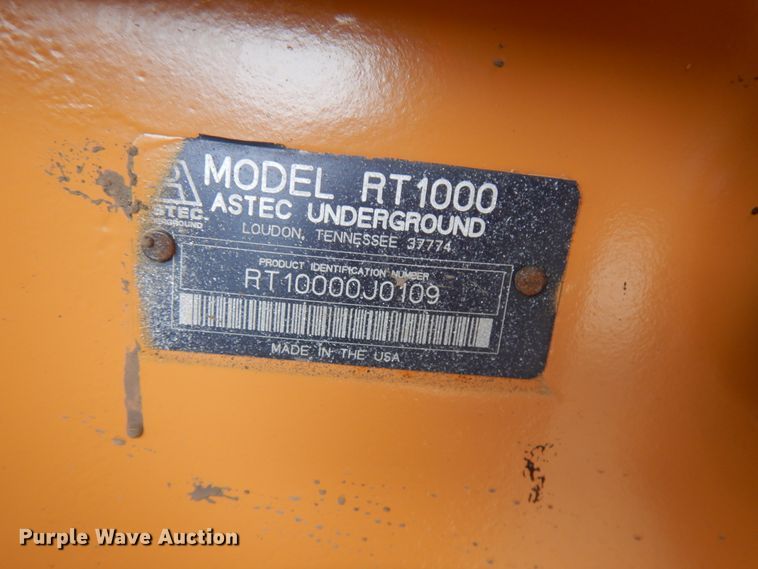 MODEL RT1000
ASTEC UNDERGROUND
LOUDON, TENNESSEE 37774
PRODUCT IDENTIFICATION NUMBER
RT10000J0109
MADE IN THE USA
Purple Wave Auction